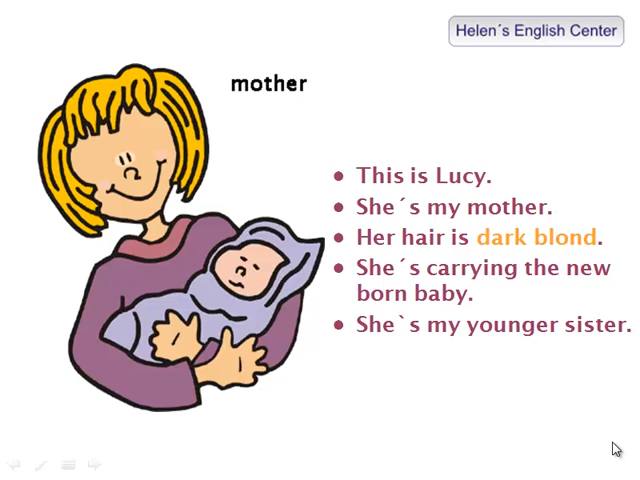 Helen´s English Center
mother
• This is Lucy.
• She´s my mother.
• Her hair is dark blond.
• She´s carrying the new
born baby.
• She`s my younger sister.